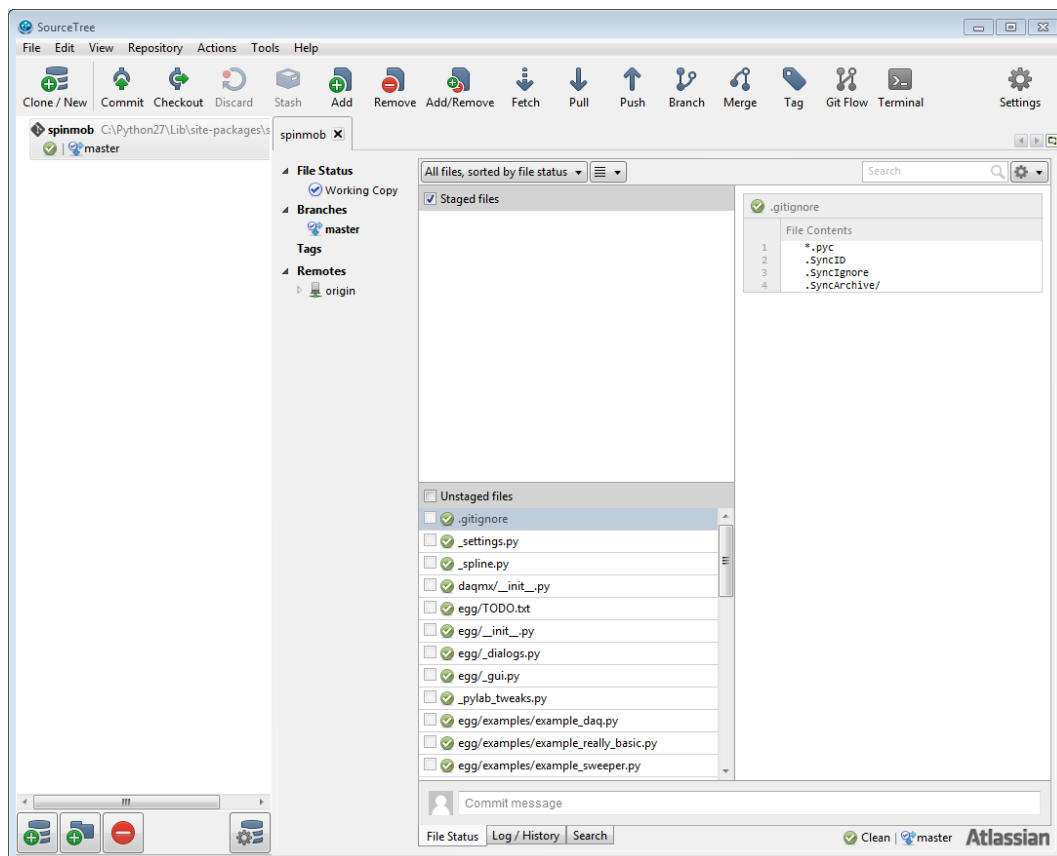 SourceTree
File Edit View Repository Actions Tools Help
Clone / New Commit Checkout Discard Stash Add Remove Add/Remove Fetch Pull Push Branch Merge Tag Git Flow Terminal Settings
spinmob C:\Python27\Lib\site-packages\s
| master
spinmob
File Status
Working Copy
Branches
master
Tags
Remotes
origin
All files, sorted by file status
Search
Staged files
Unstaged files
.gitignore
_settings.py
_spline.py
daqmx/__init__.py
egg/TODO.txt
egg/__init__.py
egg/_dialogs.py
egg/_gui.py
_pylab_tweaks.py
egg/examples/example_daq.py
egg/examples/example_really_basic.py
egg/examples/example_sweeper.py
.gitignore
File Contents
1 *.pyc
2 .SyncID
3 .SyncIgnore
4 .SyncArchive/
Commit message
File Status Log / History Search
Clean | master Atlassian